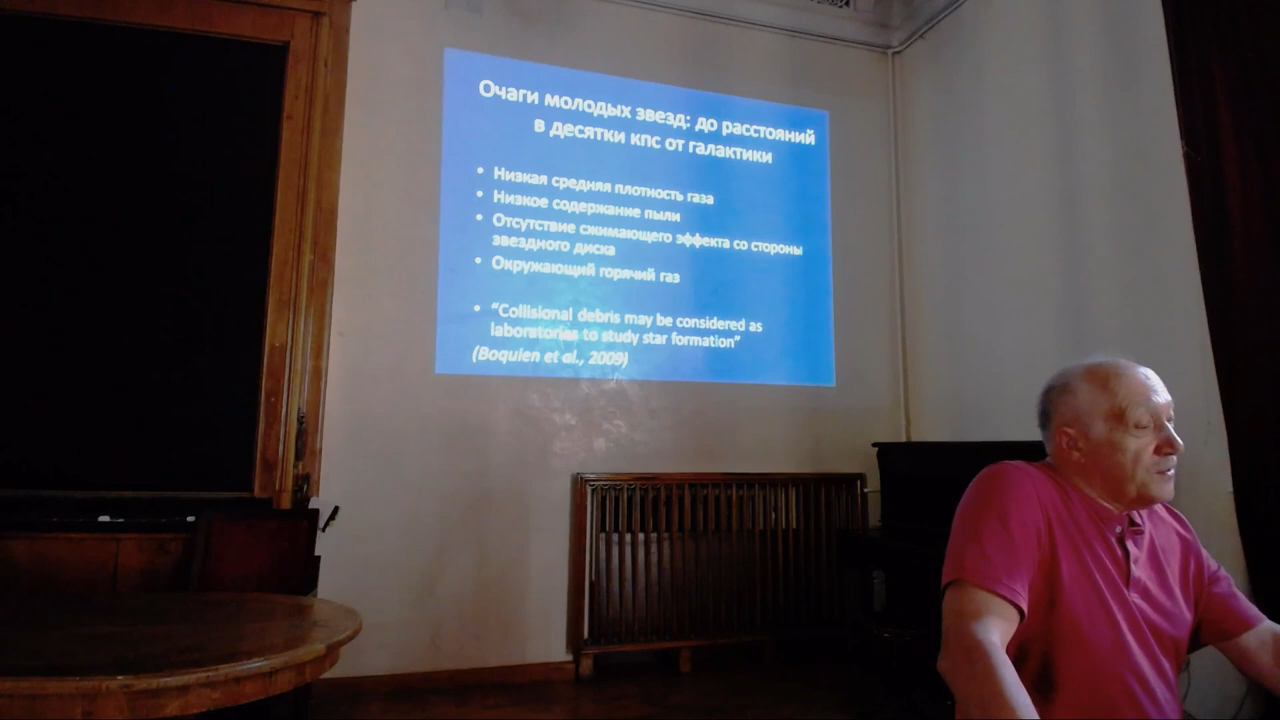 Очаги молодых звезд: до расстояний
в десятки кпс от галактики
• Низкая средняя плотность газа
• Низкое содержание пыли
• Отсутствие сжимающего эффекта со стороны
звездного диска
• Окружающий горячий газ
• “Collisional debris may be considered as
laboratories to study star formation”
(Boquien et al., 2009)